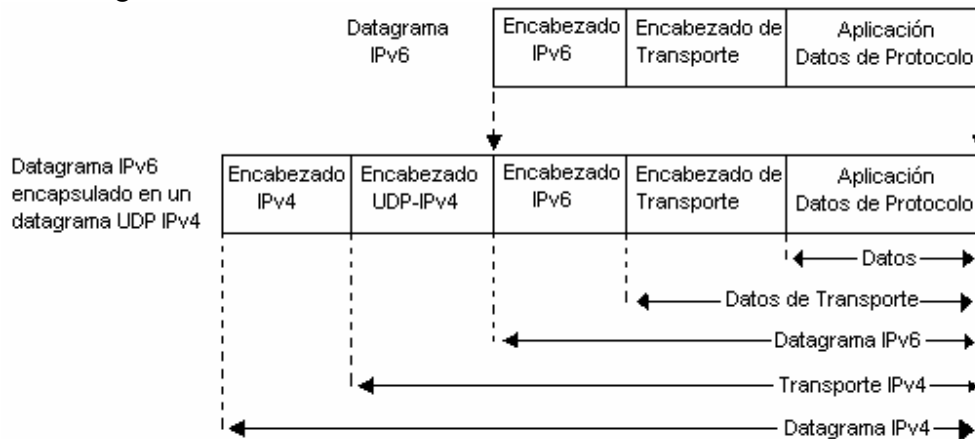 Datagrama
IPv6
Encabezado
IPv6
Encabezado de
Transporte
Aplicación
Datos de Protocolo
Datagrama IPv6
encapsulado en un
datagrama UDP IPv4
Encabezado
IPv4
Encabezado
UDP-IPv4
Encabezado
IPv6
Encabezado de
Transporte
Aplicación
Datos de Protocolo
Datos
Datos de Transporte
Datagrama IPv6
Transporte IPv4
Datagrama IPv4